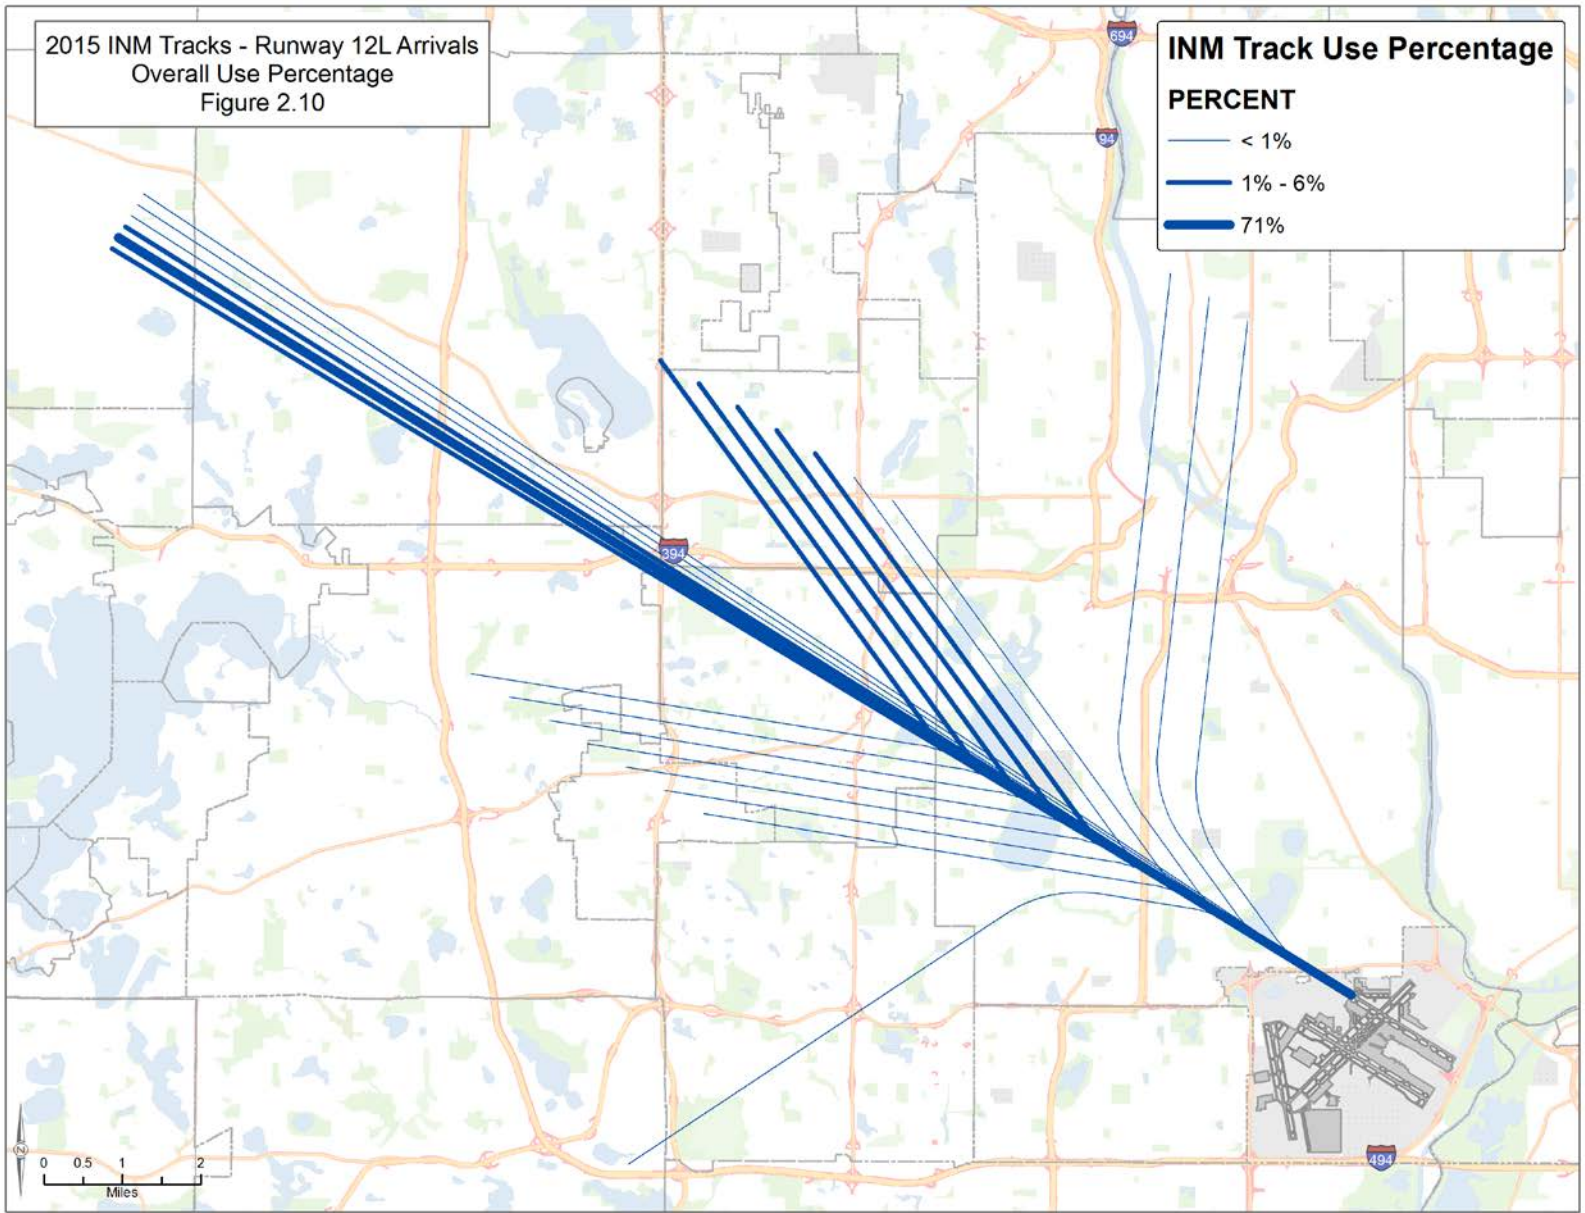 2015 INM Tracks - Runway 12L Arrivals
Overall Use Percentage
Figure 2.10
INM Track Use Percentage
PERCENT
< 1%
1% - 6%
71%
694
94
394
494
N
0 0.5 1 2
Miles